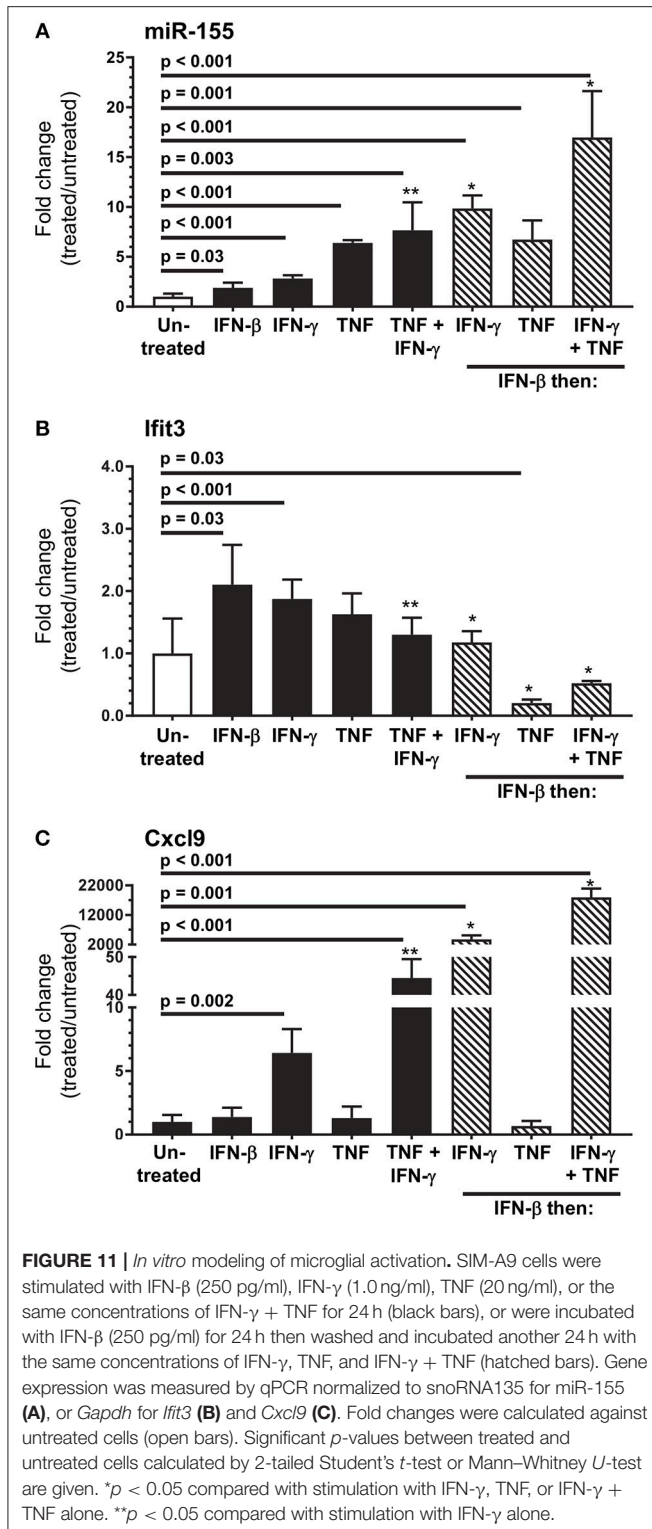 A
miR-155
p < 0.001
p = 0.001
p < 0.001
p = 0.003
p < 0.001
p < 0.001
p = 0.03
**
*
*
Fold change
(treated/untreated)
25
20
15
10
5
0
Un-
treated
IFN-β
IFN-γ
TNF
TNF +
IFN-γ
IFN-γ
TNF
IFN-γ
+ TNF
IFN-β then:
B
Ifit3
p = 0.03
p < 0.001
p = 0.03
**
*
*
*
Fold change
(treated/untreated)
4.0
3.0
2.0
1.0
0.0
Un-
treated
IFN-β
IFN-γ
TNF
TNF +
IFN-γ
IFN-γ
TNF
IFN-γ
+ TNF
IFN-β then:
C
Cxcl9
p < 0.001
p = 0.001
p < 0.001
p = 0.002
**
*
*
Fold change
(treated/untreated)
22000
12000
2000
50
40
10
5
0
Un-
treated
IFN-β
IFN-γ
TNF
TNF +
IFN-γ
IFN-γ
TNF
IFN-γ
+ TNF
IFN-β then:
FIGURE 11 | In vitro modeling of microglial activation. SIM-A9 cells were
stimulated with IFN-β (250 pg/ml), IFN-γ (1.0 ng/ml), TNF (20 ng/ml), or the
same concentrations of IFN-γ + TNF for 24 h (black bars), or were incubated
with IFN-β (250 pg/ml) for 24 h then washed and incubated another 24 h with
the same concentrations of IFN-γ, TNF, and IFN-γ + TNF (hatched bars). Gene
expression was measured by qPCR normalized to snoRNA135 for miR-155
(A), or Gapdh for Ifit3 (B) and Cxcl9 (C). Fold changes were calculated against
untreated cells (open bars). Significant p-values between treated and
untreated cells calculated by 2-tailed Student's t-test or Mann–Whitney U-test
are given. *p < 0.05 compared with stimulation with IFN-γ, TNF, or IFN-γ +
TNF alone. **p < 0.05 compared with stimulation with IFN-γ alone.